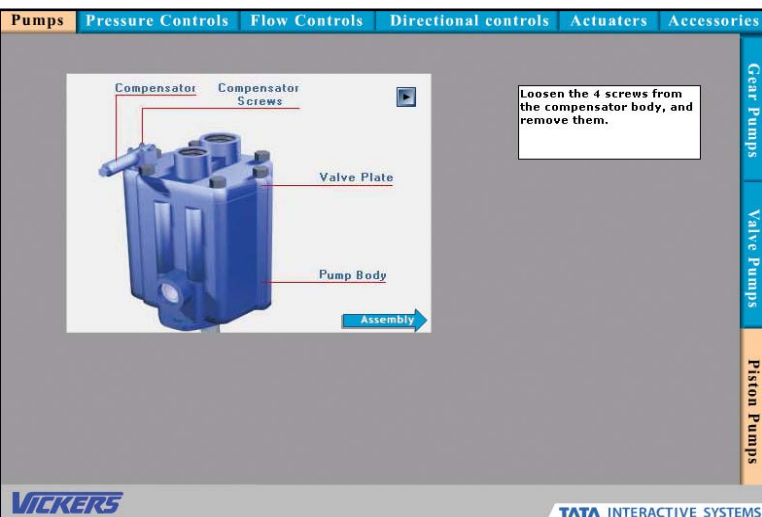 Pumps
Pressure Controls
Flow Controls
Directional controls
Actuaters
Accessories
Compensator
Compensator
Screws
Valve Plate
Pump Body
Assembly
Loosen the 4 screws from
the compensator body, and
remove them.
Gear Pumps
Valve Pumps
Piston Pumps
VICKERS
TATA INTERACTIVE SYSTEMS